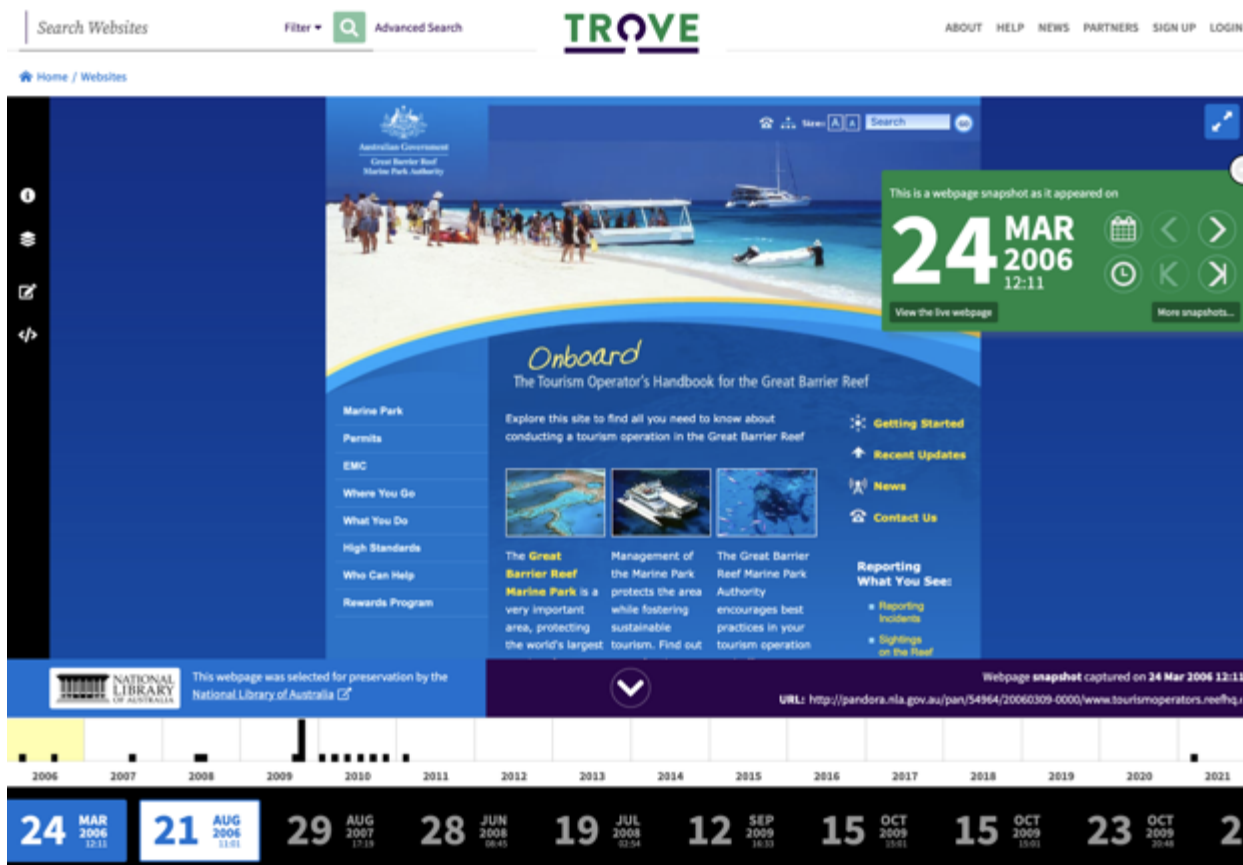 Search Websites
Filter
Advanced Search
TROVE
ABOUT HELP NEWS PARTNERS SIGN UP LOGIN
Home / Websites
Australian Government
Great Barrier Reef
Marine Park Authority
Size: A A Search GO
This is a webpage snapshot as it appeared on
24 MAR
2006
12:11
View the live webpage
More snapshots...
Onboard
The Tourism Operator's Handbook for the Great Barrier Reef
Marine Park
Permits
EMC
Where You Go
What You Do
High Standards
Who Can Help
Rewards Program
Explore this site to find all you need to know about
conducting a tourism operation in the Great Barrier Reef
Getting Started
Recent Updates
News
Contact Us
The Great
Barrier Reef
Marine Park is a
very important
area, protecting
the world's largest
Management of
the Marine Park
protects the area
while fostering
sustainable
tourism. Find out
The Great Barrier
Reef Marine Park
Authority
encourages best
practices in your
tourism operation
Reporting
What You See:
Reporting
Incidents
Sightings
on the Reef
NATIONAL
LIBRARY
OF AUSTRALIA
This webpage was selected for preservation by the
National Library of Australia
Webpage snapshot captured on 24 Mar 2006 12:11
URL: http://pandora.nla.gov.au/pan/54964/20060309-0000/www.tourismoperators.reefhq.
2006 2007 2008 2009 2010 2011 2012 2013 2014 2015 2016 2017 2018 2019 2020 2021
24 MAR 2006 12:11
21 AUG 2006 11:01
29 AUG 2007 17:19
28 JUN 2008 08:45
19 JUL 2008 02:54
12 SEP 2009 16:33
15 OCT 2009 15:01
15 OCT 2009 15:01
23 OCT 2009 20:48
2